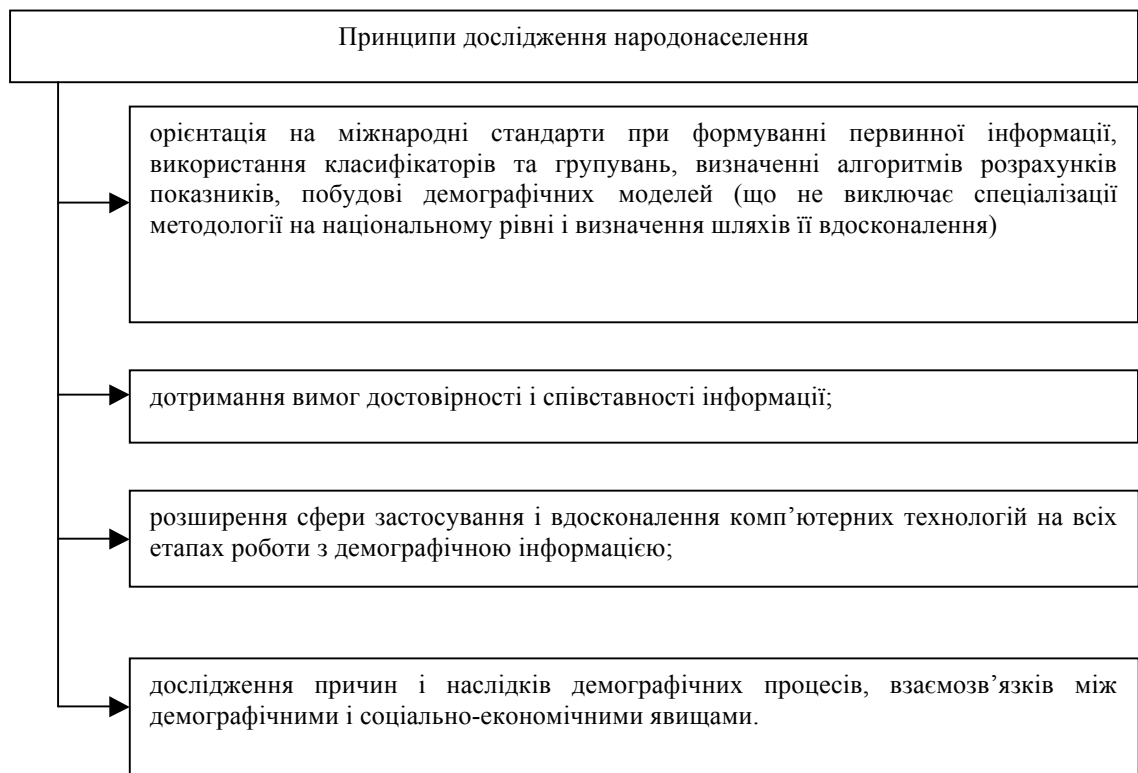 Принципи дослідження народонаселення
орієнтація на міжнародні стандарти при формуванні первинної інформації,
використання класифікаторів та групувань, визначенні алгоритмів розрахунків
показників, побудові демографічних моделей (що не виключає спеціалізації
методології на національному рівні і визначення шляхів її вдосконалення)
дотримання вимог достовірності і співставності інформації;
розширення сфери застосування і вдосконалення комп’ютерних технологій на всіх
етапах роботи з демографічною інформацією;
дослідження причин і наслідків демографічних процесів, взаємозв’язків між
демографічними і соціально-економічними явищами.